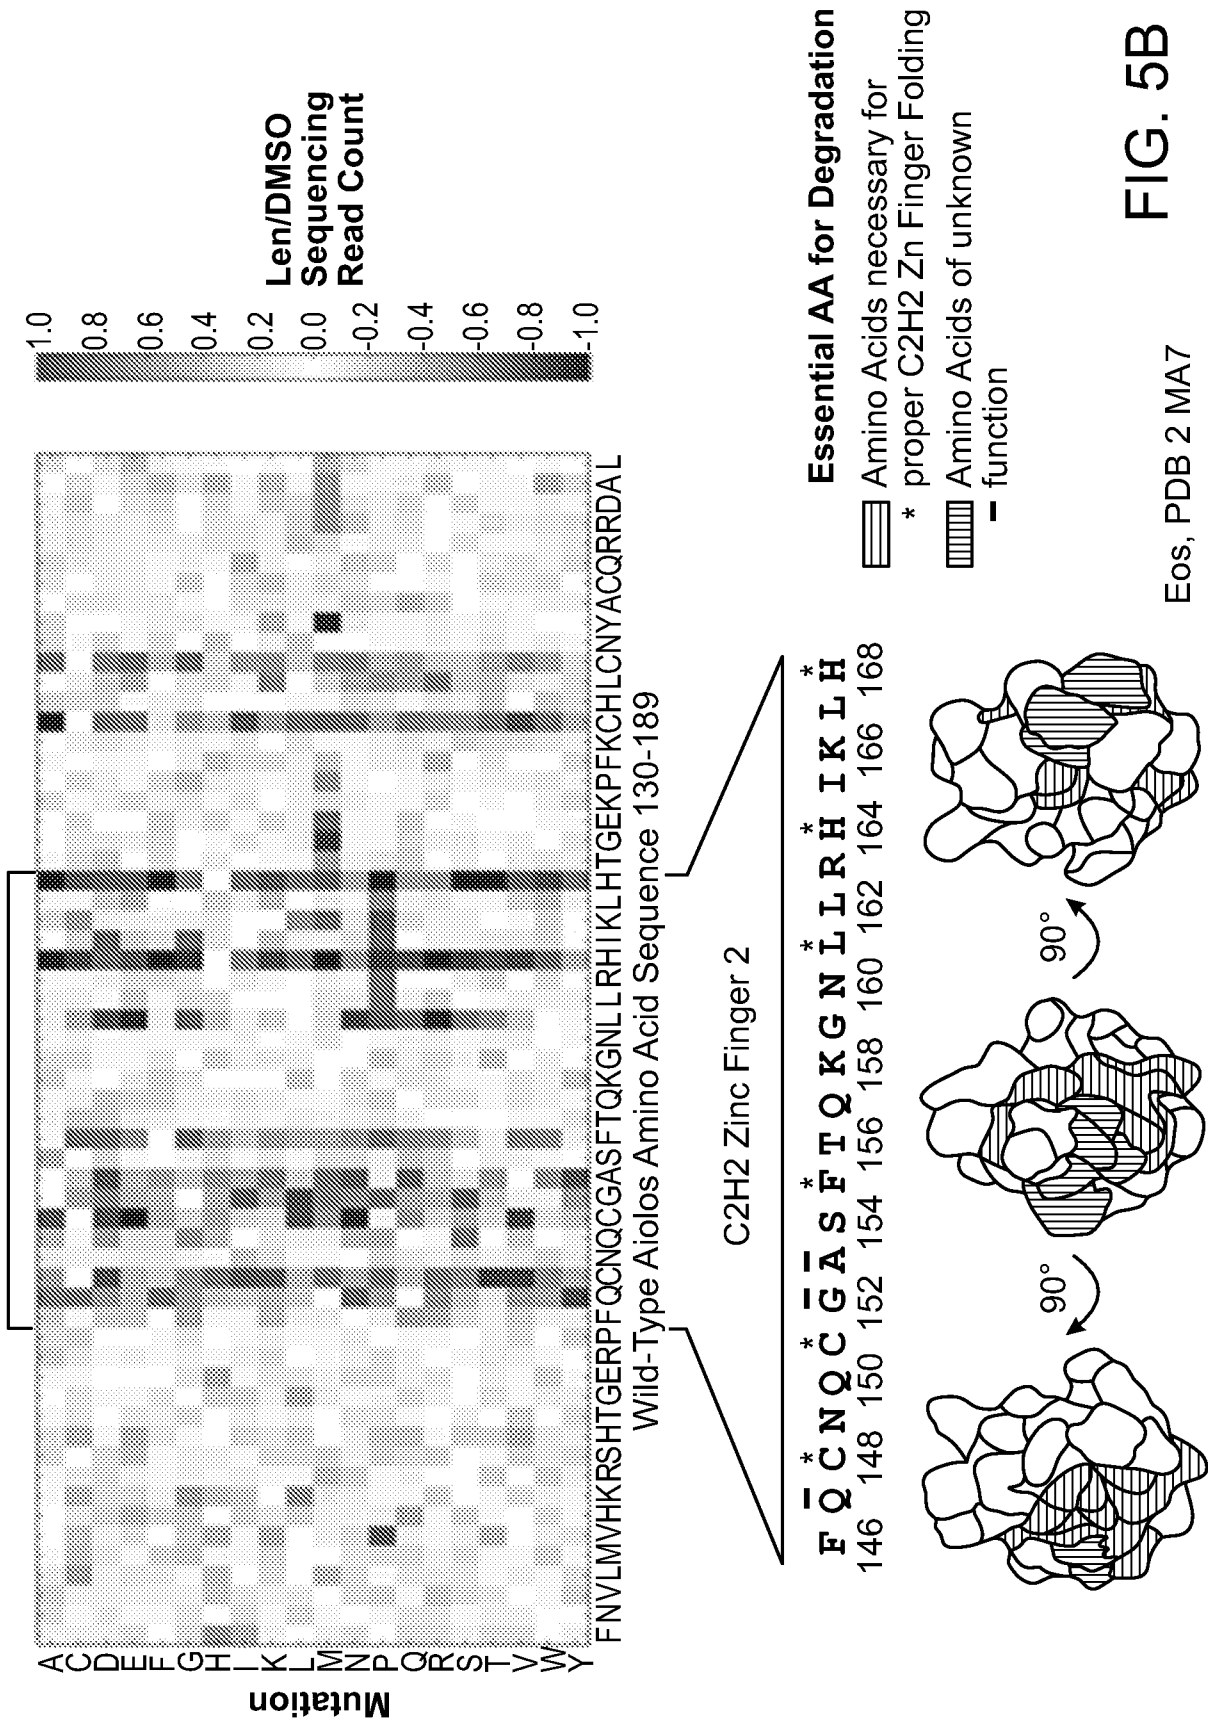 Mutation
A
C
D
E
F
G
H
I
K
L
M
N
P
Q
R
S
T
V
W
Y
FNVLMVHKRSHTGERPFQCNQCGASFTQKGNLLRHIKLHTGEKPFKCHLCNYACQRRDAL
Wild-Type Aiolos Amino Acid Sequence 130-189
1.0
0.8
0.6
0.4
0.2
0.0
-0.2
-0.4
-0.6
-0.8
-1.0
Len/DMSO
Sequencing
Read Count
C2H2 Zinc Finger 2
* * * * * *
F Q C N Q C G A S F T Q K G N L L R H I K L H
146 148 150 152 154 156 158 160 162 164 166 168
90°
90°
Essential AA for Degradation
Amino Acids necessary for
* proper C2H2 Zn Finger Folding
Amino Acids of unknown
– function
Eos, PDB 2 MA7
FIG. 5B